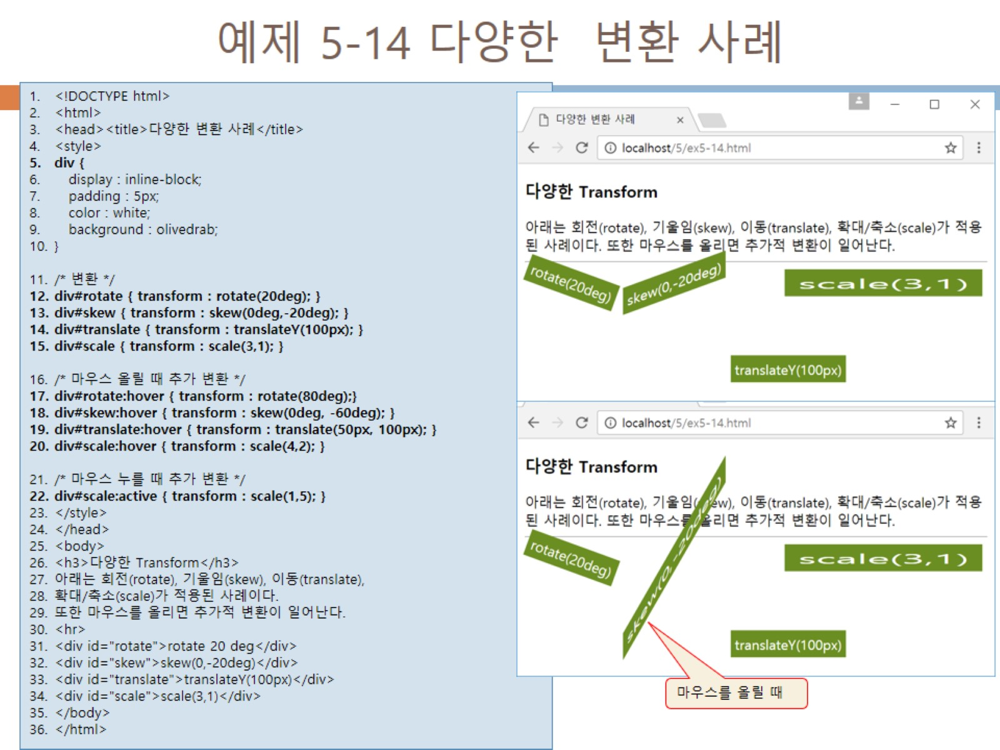 예제 5-14 다양한 변환 사례
1. <!DOCTYPE html>
2. <html>
3. <head><title>다양한 변환 사례</title>
4. <style>
5. div {
6. display : inline-block;
7. padding : 5px;
8. color : white;
9. background : olivedrab;
10. }
11. /* 변환 */
12. div#rotate { transform : rotate(20deg); }
13. div#skew { transform : skew(0deg,-20deg); }
14. div#translate { transform : translateY(100px); }
15. div#scale { transform : scale(3,1); }
16. /* 마우스 올릴 때 추가 변환 */
17. div#rotate:hover { transform : rotate(80deg);}
18. div#skew:hover { transform : skew(0deg, -60deg); }
19. div#translate:hover { transform : translate(50px, 100px); }
20. div#scale:hover { transform : scale(4,2); }
21. /* 마우스 누를 때 추가 변환 */
22. div#scale:active { transform : scale(1,5); }
23. </style>
24. </head>
25. <body>
26. <h3>다양한 Transform</h3>
27. 아래는 회전(rotate), 기울임(skew), 이동(translate),
28. 확대/축소(scale)가 적용된 사례이다.
29. 또한 마우스를 올리면 추가적 변환이 일어난다.
30. <hr>
31. <div id="rotate">rotate 20 deg</div>
32. <div id="skew">skew(0,-20deg)</div>
33. <div id="translate">translateY(100px)</div>
34. <div id="scale">scale(3,1)</div>
35. </body>
36. </html>
다양한 변환 사례
localhost/5/ex5-14.html
다양한 Transform
아래는 회전(rotate), 기울임(skew), 이동(translate), 확대/축소(scale)가 적용
된 사례이다. 또한 마우스를 올리면 추가적 변환이 일어난다.
rotate(20deg)
skew(0,-20deg)
scale(3,1)
translateY(100px)
localhost/5/ex5-14.html
다양한 Transform
아래는 회전(rotate), 기울임(skew), 이동(translate), 확대/축소(scale)가 적용
된 사례이다. 또한 마우스를 올리면 추가적 변환이 일어난다.
rotate(20deg)
skew(0,-20deg)
scale(3,1)
translateY(100px)
마우스를 올릴 때